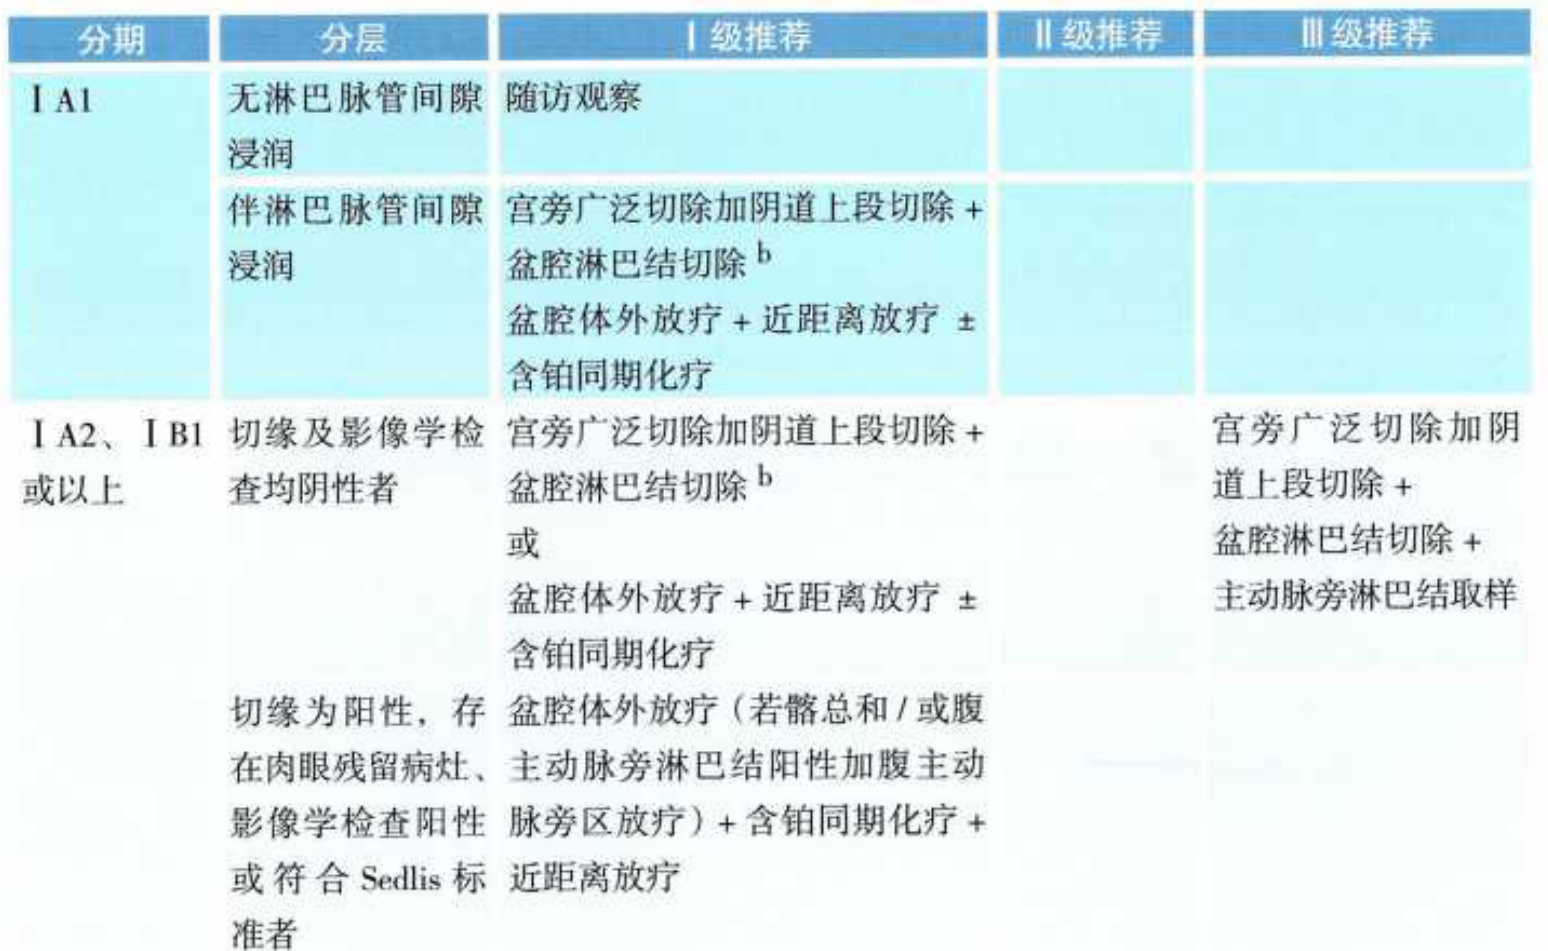 分期 分层 Ⅰ级推荐 Ⅱ级推荐 Ⅲ级推荐
ⅠA1
无淋巴脉管间隙
浸润
随访观察
伴淋巴脉管间隙
浸润
宫旁广泛切除加阴道上段切除 +
盆腔淋巴结切除 b
盆腔体外放疗 + 近距离放疗 ±
含铂同期化疗
ⅠA2、ⅠB1
或以上
切缘及影像学检
查均阴性者
宫旁广泛切除加阴道上段切除 +
盆腔淋巴结切除 b
或
盆腔体外放疗 + 近距离放疗 ±
含铂同期化疗
宫旁广泛切除加阴
道上段切除 +
盆腔淋巴结切除 +
主动脉旁淋巴结取样
切缘为阳性，存
在肉眼残留病灶、
影像学检查阳性
或符合 Sedlis 标
准者
盆腔体外放疗（若髂总和 / 或腹
主动脉旁淋巴结阳性加腹主动
脉旁区放疗）+ 含铂同期化疗 +
近距离放疗